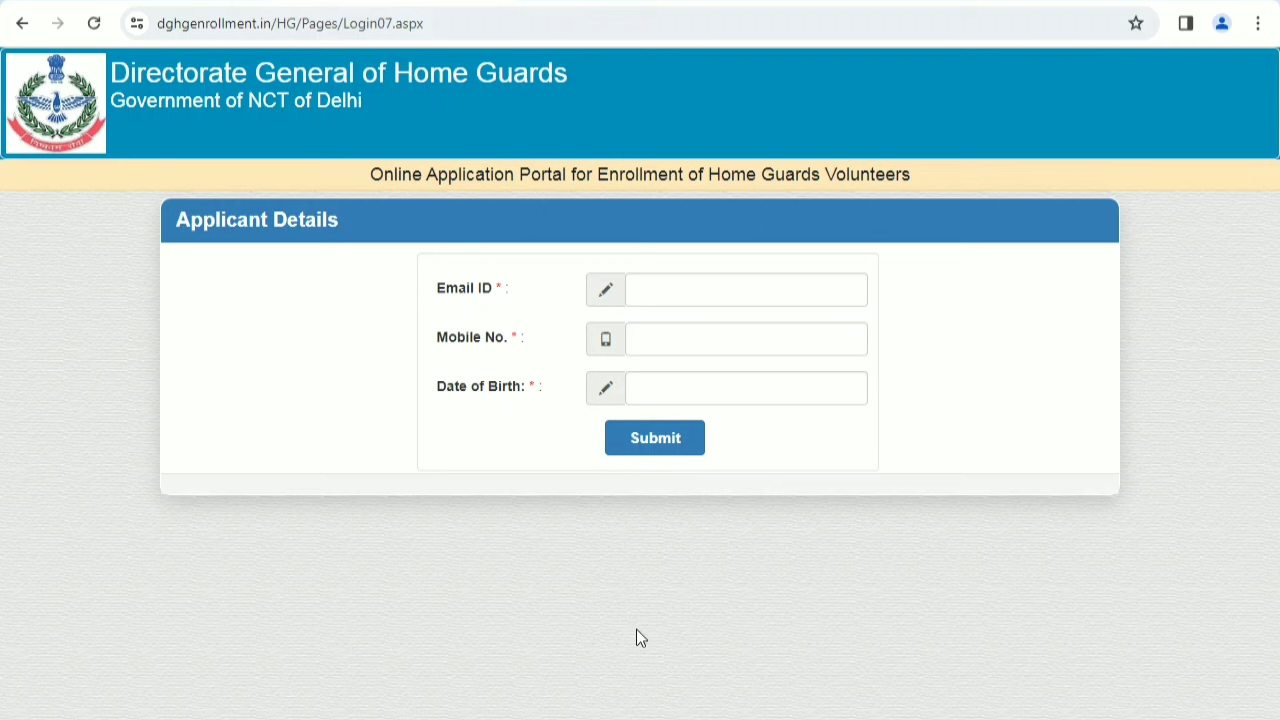 dghgenrollment.in/HG/Pages/Login07.aspx
Directorate General of Home Guards
Government of NCT of Delhi
Online Application Portal for Enrollment of Home Guards Volunteers
Applicant Details
Email ID * :
Mobile No. * :
Date of Birth: * :
Submit